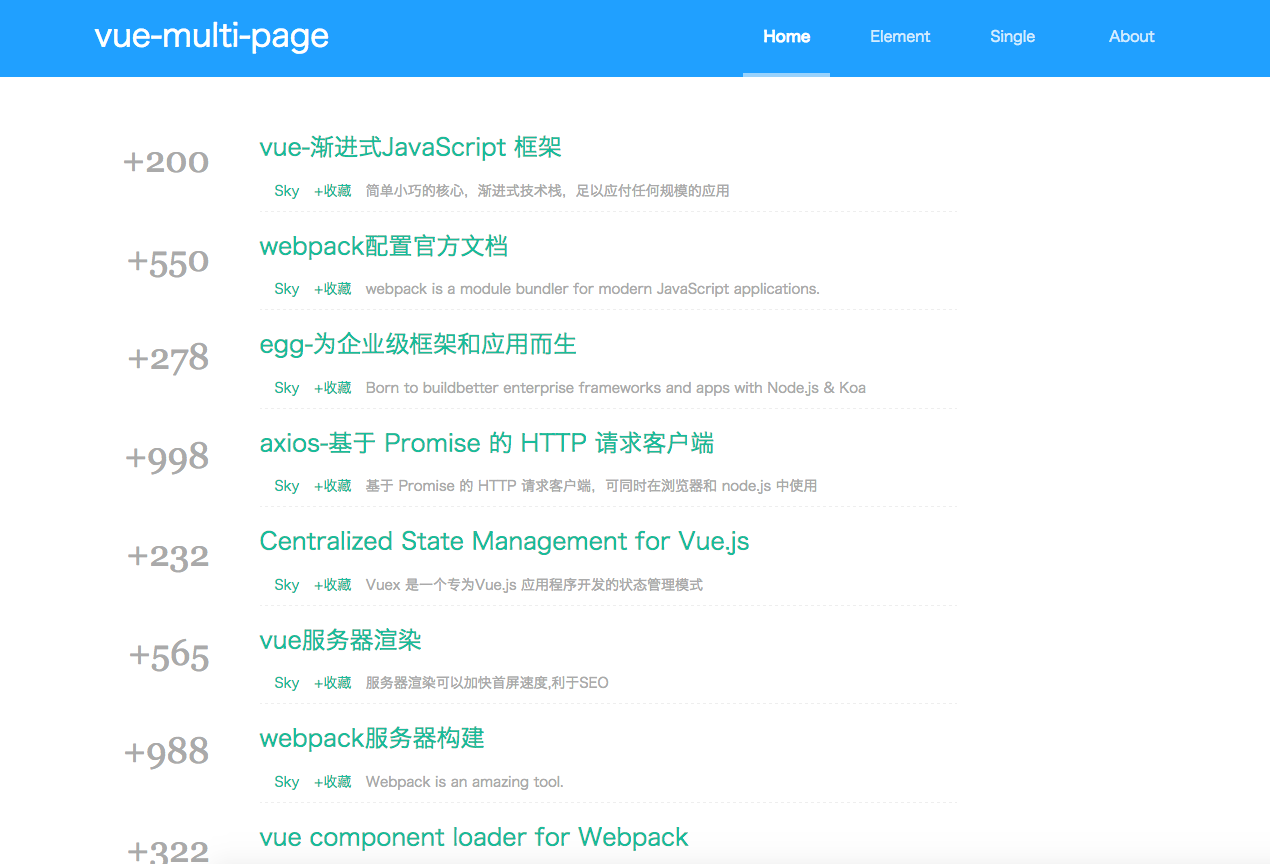 vue-multi-page
Home Element Single About
+200
vue-渐进式JavaScript 框架
Sky +收藏 简单小巧的核心，渐进式技术栈，足以应付任何规模的应用
+550
webpack配置官方文档
Sky +收藏 webpack is a module bundler for modern JavaScript applications.
+278
egg-为企业级框架和应用而生
Sky +收藏 Born to buildbetter enterprise frameworks and apps with Node.js & Koa
+998
axios-基于 Promise 的 HTTP 请求客户端
Sky +收藏 基于 Promise 的 HTTP 请求客户端，可同时在浏览器和 node.js 中使用
+232
Centralized State Management for Vue.js
Sky +收藏 Vuex 是一个专为Vue.js 应用程序开发的状态管理模式
+565
vue服务器渲染
Sky +收藏 服务器渲染可以加快首屏速度,利于SEO
+988
webpack服务器构建
Sky +收藏 Webpack is an amazing tool.
+322
vue component loader for Webpack